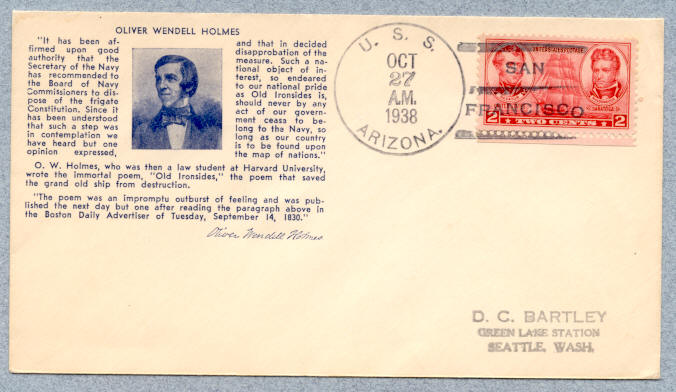 OLIVER WENDELL HOLMES
"It has been af-
firmed upon good
authority that the
Secretary of the Navy
has recommended to
the Board of Navy
Commissioners to dis-
pose of the frigate
Constitution. Since it
has been understood
that such a step was
in contemplation we
have heard but one
opinion expressed,
and that in decided
disapprobation of the
measure. Such a na-
tional object of in-
terest, so endeared
to our national pride
as Old Ironsides is,
should never by any
act of our govern-
ment cease to be-
long to the Navy, so
long as our country
is to be found upon
the map of nations."
O. W. Holmes, who was then a law student at Harvard University,
wrote the immortal poem, "Old Ironsides," the poem that saved
the grand old ship from destruction.
"The poem was an impromptu outburst of feeling and was pub-
lished the next day but one after reading the paragraph above in
the Boston Daily Advertiser of Tuesday, September 14, 1830."
Oliver Wendell Holmes
U. S. S.
OCT
27
A.M.
1938
ARIZONA.
SAN
FRANCISCO
UNITED STATES POSTAGE
2 TWO CENTS 2
D. C. BARTLEY
GREEN LAKE STATION
SEATTLE, WASH.